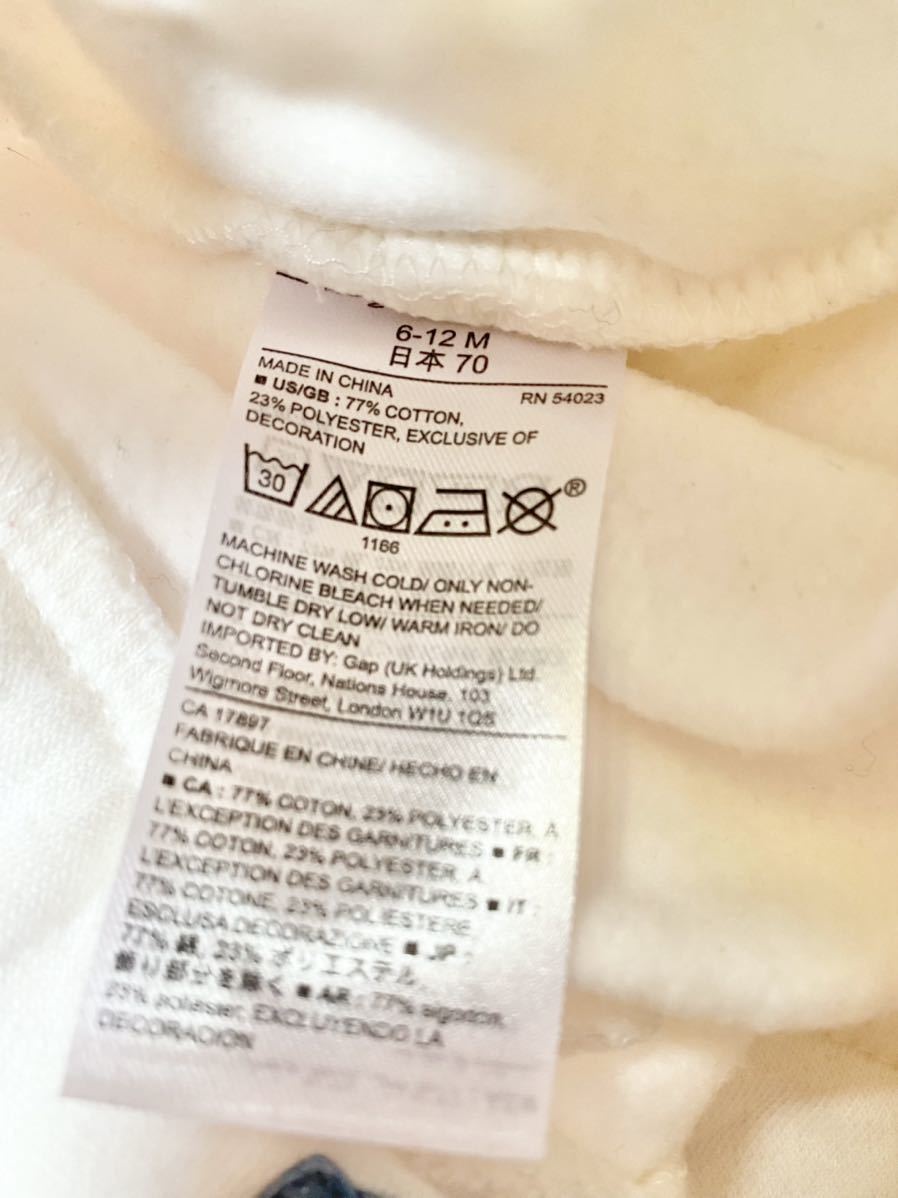 6-12 M
日本 70
MADE IN CHINA RN 54023
■ US/GB : 77% COTTON,
23% POLYESTER, EXCLUSIVE OF
DECORATION
30
®
1166
MACHINE WASH COLD/ ONLY NON-
CHLORINE BLEACH WHEN NEEDED/
TUMBLE DRY LOW/ WARM IRON/ DO
NOT DRY CLEAN
IMPORTED BY: Gap (UK Holdings) Ltd.
Second Floor, Nations House, 103
Wigmore Street, London W1U 1QS
CA 17897
FABRIQUE EN CHINE/ HECHO EN
CHINA
■ CA : 77% COTON, 23% POLYESTER, A
L'EXCEPTION DES GARNITURES ■ FR :
77% COTON, 23% POLYESTER, A
L'EXCEPTION DES GARNITURES ■ IT :
77% COTONE, 23% POLIESTERE
ESCLUSA DECORAZIONE ■ JP :
77% 綿, 23% ポリエステル,
飾り部分を除く ■ AR : 77% algodon,
23% poliester, EXCLUYENDO LA
DECORACION